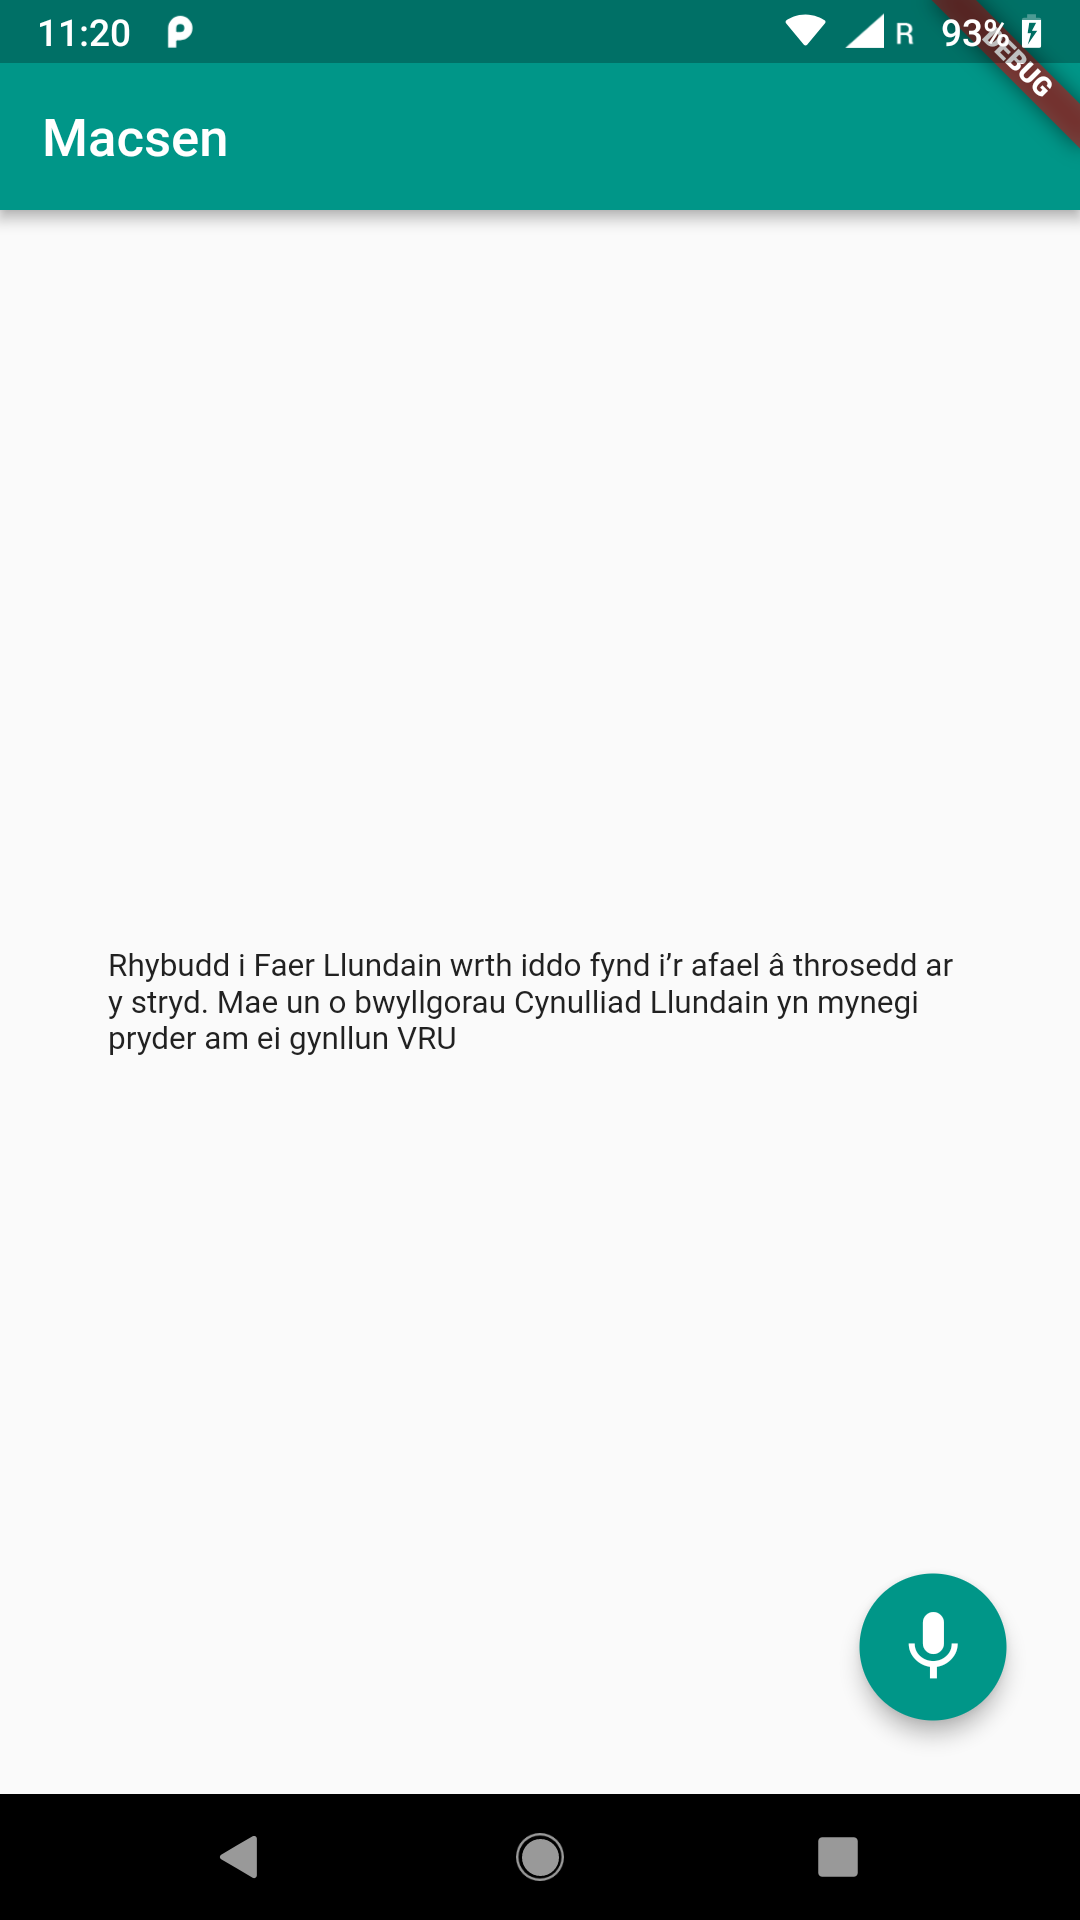 11:20
R 93%
DEBUG
Macsen
Rhybudd i Faer Llundain wrth iddo fynd i’r afael â throsedd ar
y stryd. Mae un o bwyllgorau Cynulliad Llundain yn mynegi
pryder am ei gynllun VRU